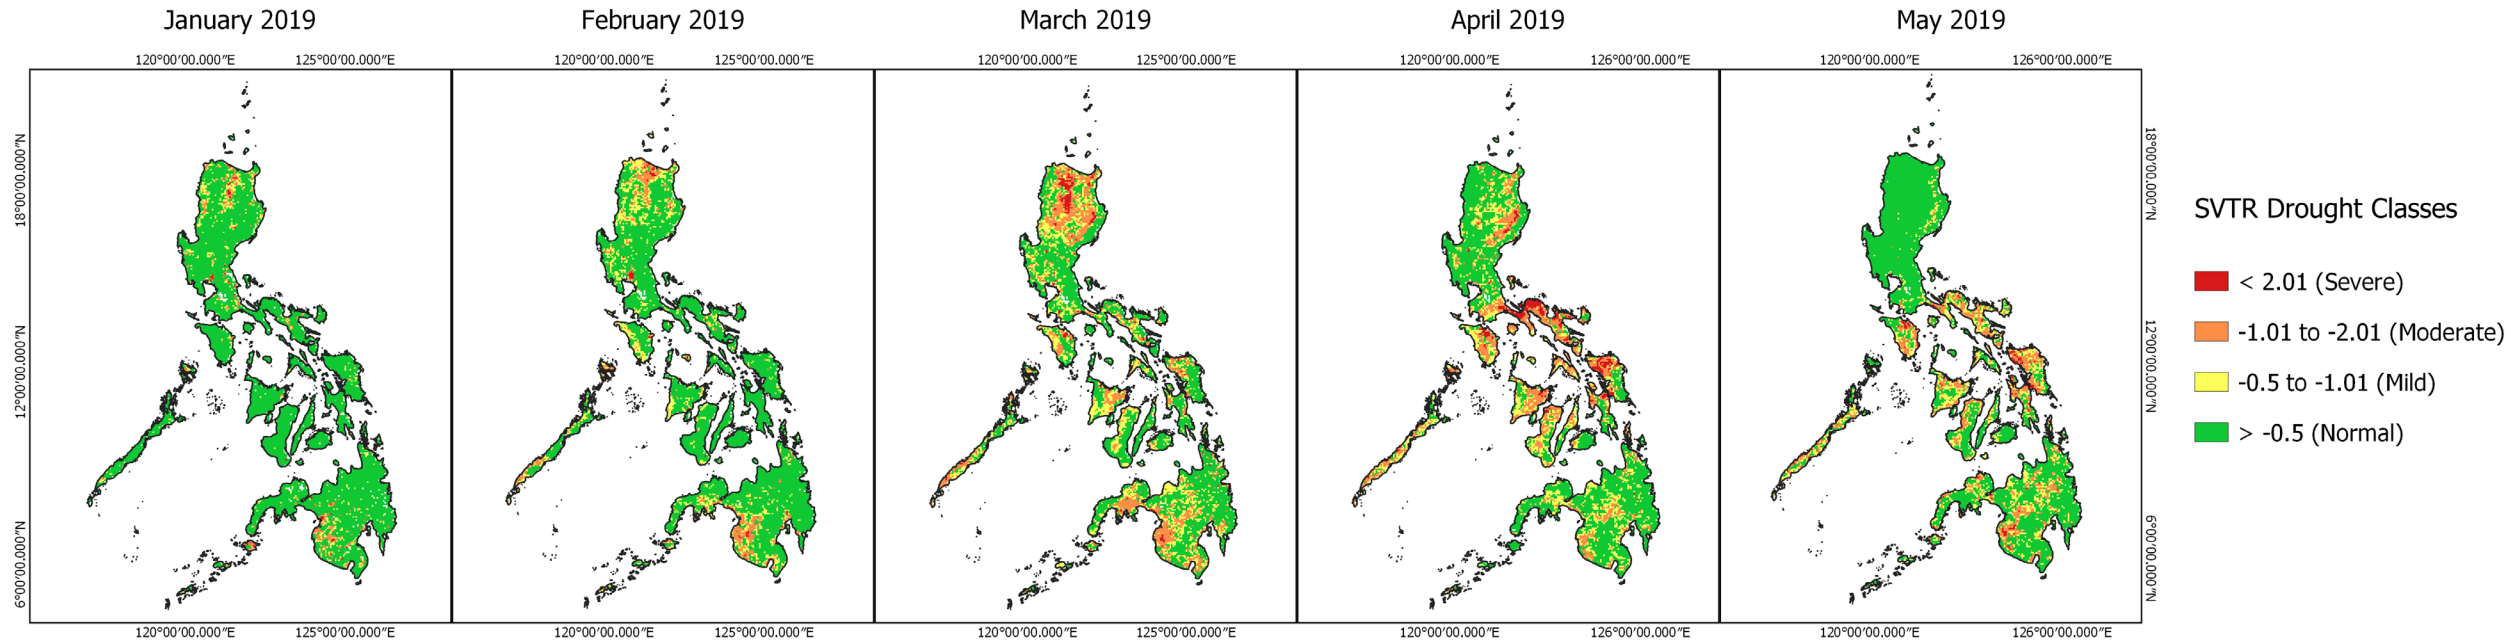 January 2019
February 2019
March 2019
April 2019
May 2019
120°00′00.000″E 125°00′00.000″E
120°00′00.000″E 125°00′00.000″E
120°00′00.000″E 125°00′00.000″E
120°00′00.000″E 126°00′00.000″E
120°00′00.000″E 126°00′00.000″E
18°00′00.000″N
12°00′00.000″N
6°00′00.000″N
18°00′00.000″N
12°00′00.000″N
6°00′00.000″N
SVTR Drought Classes
< 2.01 (Severe)
-1.01 to -2.01 (Moderate)
-0.5 to -1.01 (Mild)
> -0.5 (Normal)
120°00′00.000″E 125°00′00.000″E
120°00′00.000″E 125°00′00.000″E
120°00′00.000″E 125°00′00.000″E
120°00′00.000″E 126°00′00.000″E
120°00′00.000″E 126°00′00.000″E